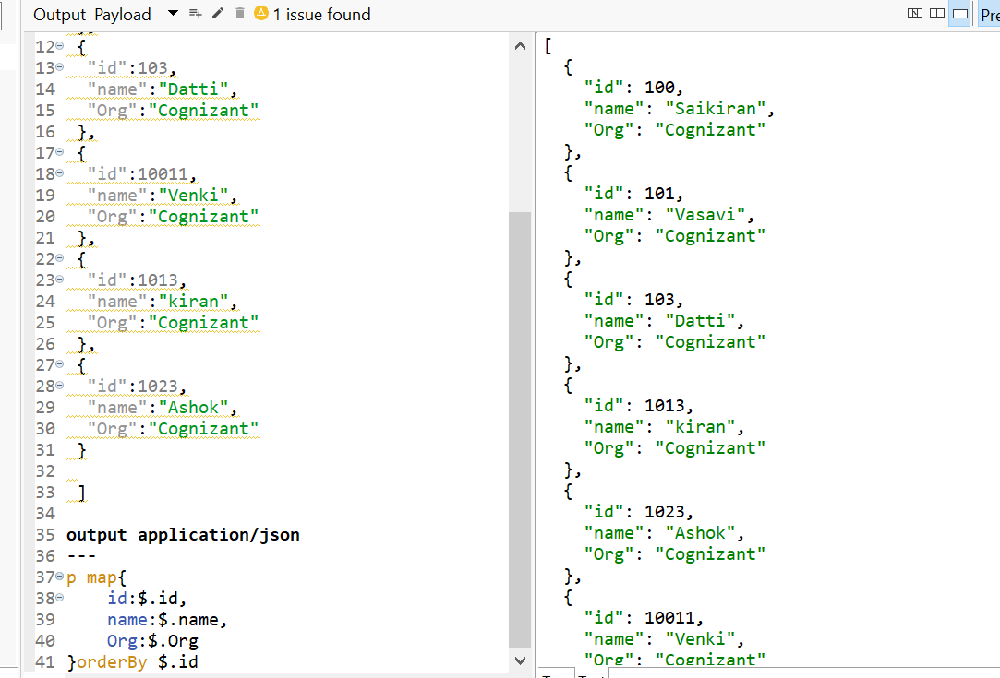 Output Payload 1 issue found Pre
12 {
13 "id":103,
14 "name":"Datti",
15 "Org":"Cognizant"
16 },
17 {
18 "id":10011,
19 "name":"Venki",
20 "Org":"Cognizant"
21 },
22 {
23 "id":1013,
24 "name":"kiran",
25 "Org":"Cognizant"
26 },
27 {
28 "id":1023,
29 "name":"Ashok",
30 "Org":"Cognizant"
31 }
32
33 ]
34
35 output application/json
36 ---
37 p map{
38 id:$.id,
39 name:$.name,
40 Org:$.Org
41 }orderBy $.id
[
{
"id": 100,
"name": "Saikiran",
"Org": "Cognizant"
},
{
"id": 101,
"name": "Vasavi",
"Org": "Cognizant"
},
{
"id": 103,
"name": "Datti",
"Org": "Cognizant"
},
{
"id": 1013,
"name": "kiran",
"Org": "Cognizant"
},
{
"id": 1023,
"name": "Ashok",
"Org": "Cognizant"
},
{
"id": 10011,
"name": "Venki",
"Org": "Cognizant"